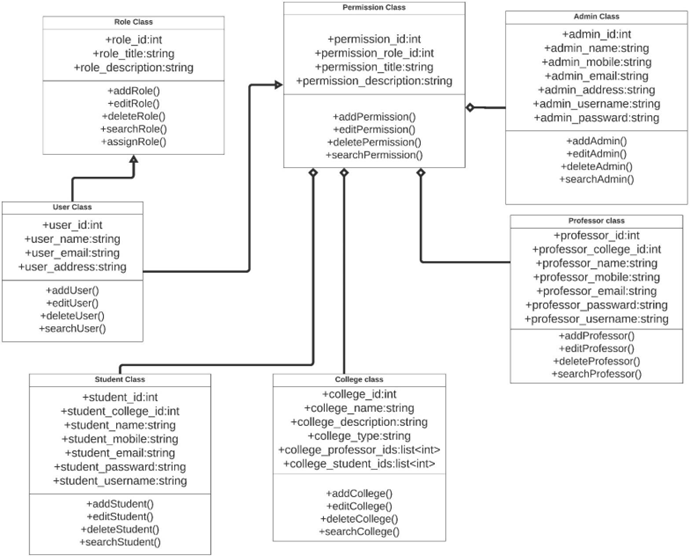 Role Class
+role_id:int
+role_title:string
+role_description:string
+addRole()
+editRole()
+deleteRole()
+searchRole()
+assignRole()
Permission Class
+permission_id:int
+permission_role_id:int
+permission_title:string
+permission_description:string
+addPermission()
+editPermission()
+deletePermission()
+searchPermission()
Admin Class
+admin_id:int
+admin_name:string
+admin_mobile:string
+admin_email:string
+admin_address:string
+admin_username:string
+admin_passward:string
+addAdmin()
+editAdmin()
+deleteAdmin()
+searchAdmin()
User Class
+user_id:int
+user_name:string
+user_email:string
+user_address:string
+addUser()
+editUser()
+deleteUser()
+searchUser()
Professor class
+professor_id:int
+professor_college_id:int
+professor_name:string
+professor_mobile:string
+professor_email:string
+professor_passward:string
+professor_username:string
+addProfessor()
+editProfessor()
+deleteProfessor()
+searchProfessor()
Student Class
+student_id:int
+student_college_id:int
+student_name:string
+student_mobile:string
+student_email:string
+student_password:string
+student_username:string
+addStudent()
+editStudent()
+deleteStudent()
+searchStudent()
College class
+college_id:int
+college_name:string
+college_description:string
+college_type:string
+college_professor_ids:list<int>
+college_student_ids:list<int>
+addCollege()
+editCollege()
+deleteCollege()
+searchCollege()